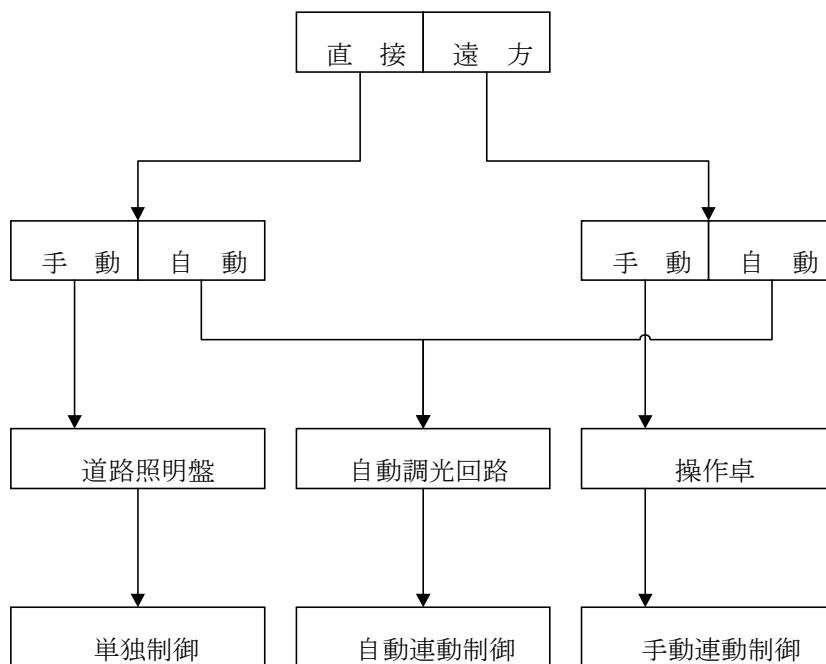 直 接 遠 方
手 動 自 動 手 動 自 動
道路照明盤 自動調光回路 操作卓
単独制御 自動連動制御 手動連動制御